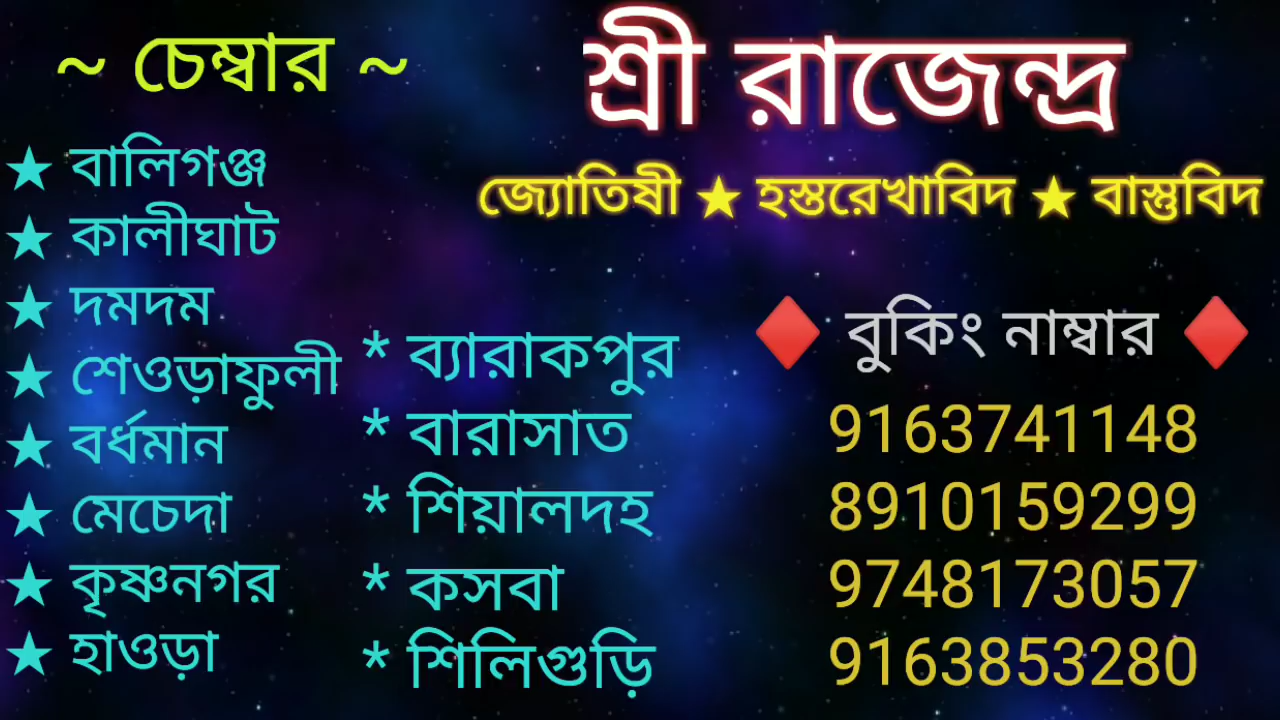 ~ চেম্বার ~
★ বালিগঞ্জ
★ কালীঘাট
★ দমদম
★ শেওড়াফুলী
★ বর্ধমান
★ মেচেদা
★ কৃষ্ণনগর
★ হাওড়া
* ব্যারাকপুর
* বারাসাত
* শিয়ালদহ
* কসবা
* শিলিগুড়ি
শ্রী রাজেন্দ্র
জ্যোতিষী ★ হস্তরেখাবিদ ★ বাস্তুবিদ
♦ বুকিং নাম্বার ♦
9163741148
8910159299
9748173057
9163853280